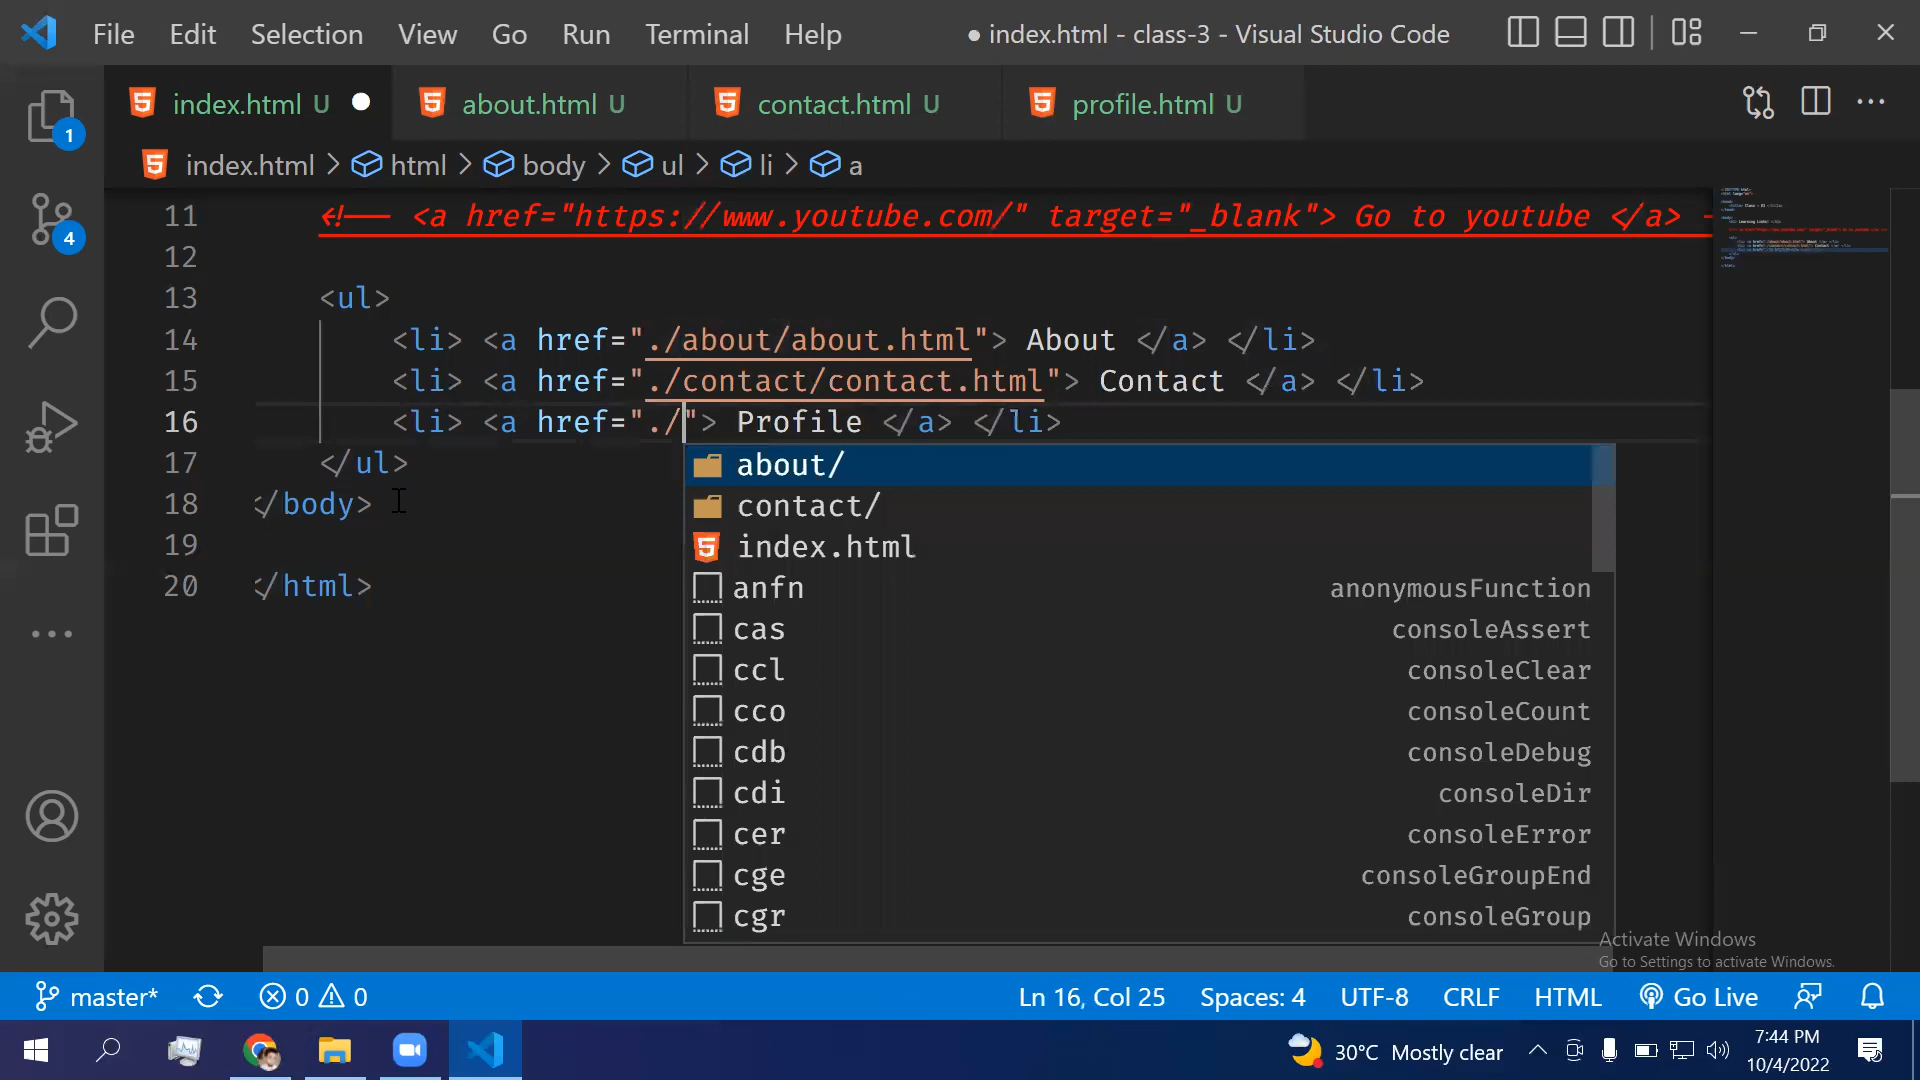 File Edit Selection View Go Run Terminal Help ● index.html - class-3 - Visual Studio Code
index.html U ● about.html U contact.html U profile.html U
index.html > html > body > ul > li > a
1
4
11 <!-- <a href="https://www.youtube.com/" target="_blank"> Go to youtube </a> -
12
13 <ul>
14 <li> <a href="./about/about.html"> About </a> </li>
15 <li> <a href="./contact/contact.html"> Contact </a> </li>
16 <li> <a href="./"> Profile </a> </li>
17 </ul>
18 </body>
19
20 </html>
about/
contact/
index.html
anfn anonymousFunction
cas consoleAssert
ccl consoleClear
cco consoleCount
cdb consoleDebug
cdi consoleDir
cer consoleError
cge consoleGroupEnd
cgr consoleGroup
Activate Windows
Go to Settings to activate Windows.
master* 0 0 Ln 16, Col 25 Spaces: 4 UTF-8 CRLF HTML Go Live
30°C Mostly clear
7:44 PM
10/4/2022